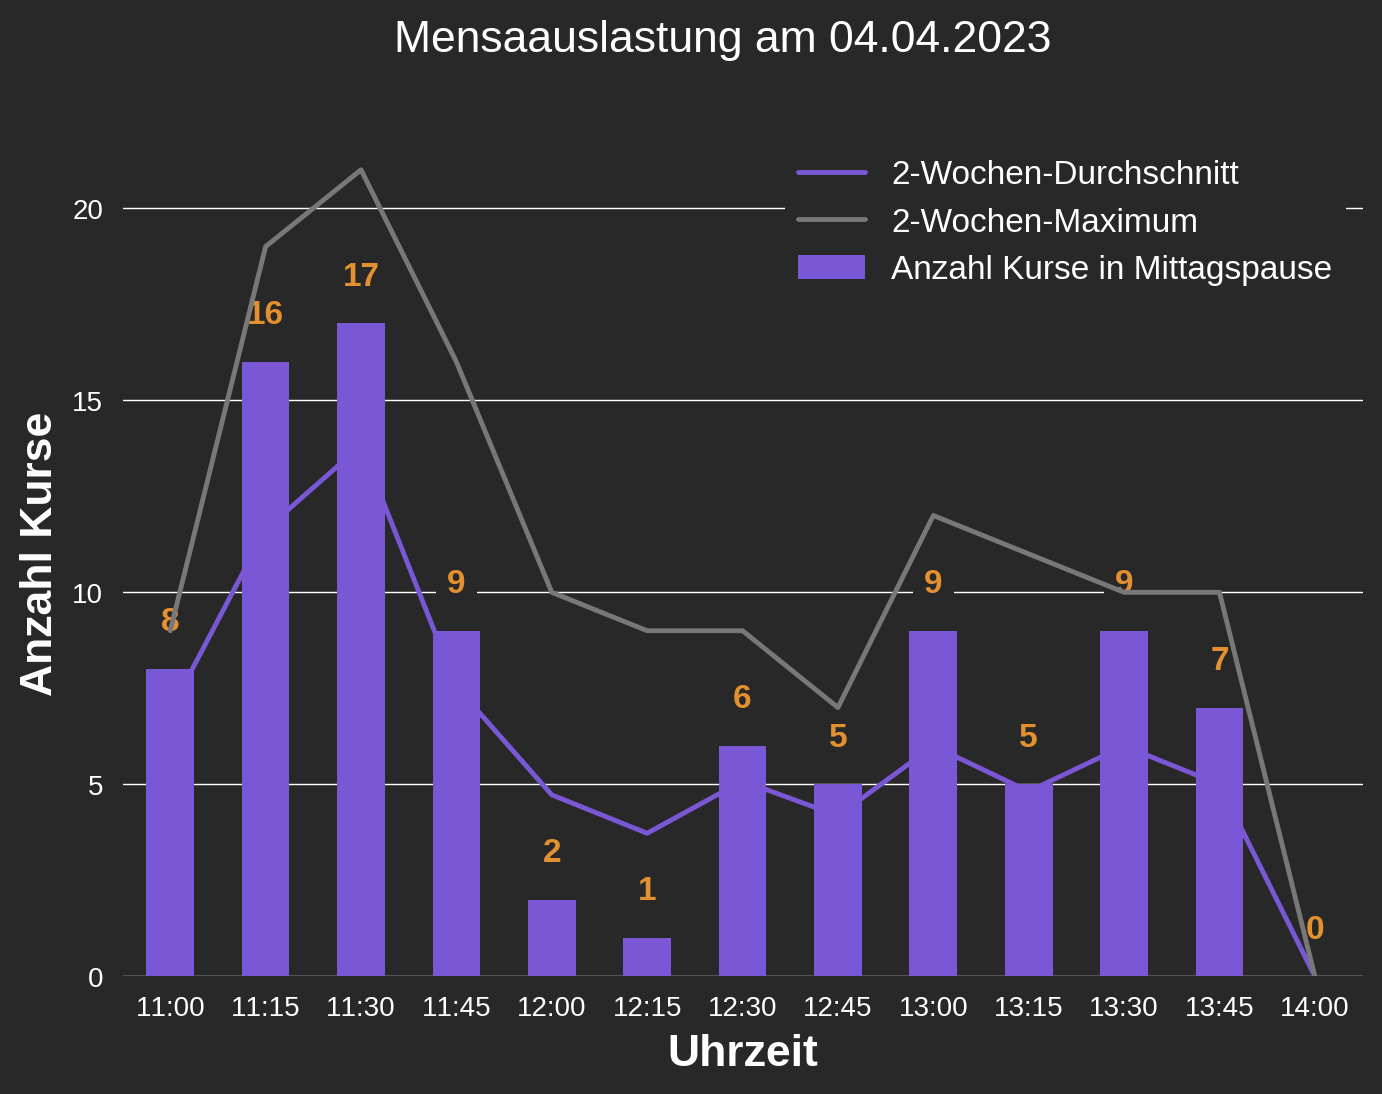 Mensaauslastung am 04.04.2023
2-Wochen-Durchschnitt
2-Wochen-Maximum
Anzahl Kurse in Mittagspause
Anzahl Kurse
20
15
10
5
0
8
16
17
9
2
1
6
5
9
5
9
7
0
11:00 11:15 11:30 11:45 12:00 12:15 12:30 12:45 13:00 13:15 13:30 13:45 14:00
Uhrzeit